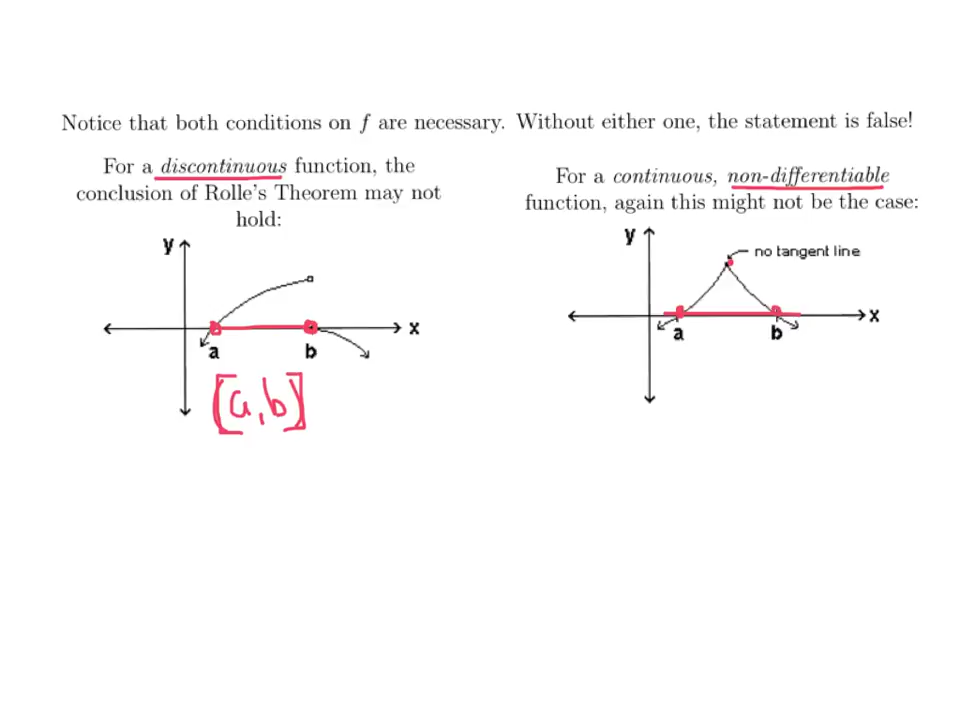 Notice that both conditions on f are necessary. Without either one, the statement is false!
For a discontinuous function, the
conclusion of Rolle's Theorem may not
hold:
y
x
a
b
[a,b]
For a continuous, non-differentiable
function, again this might not be the case:
y
no tangent line
x
a
b